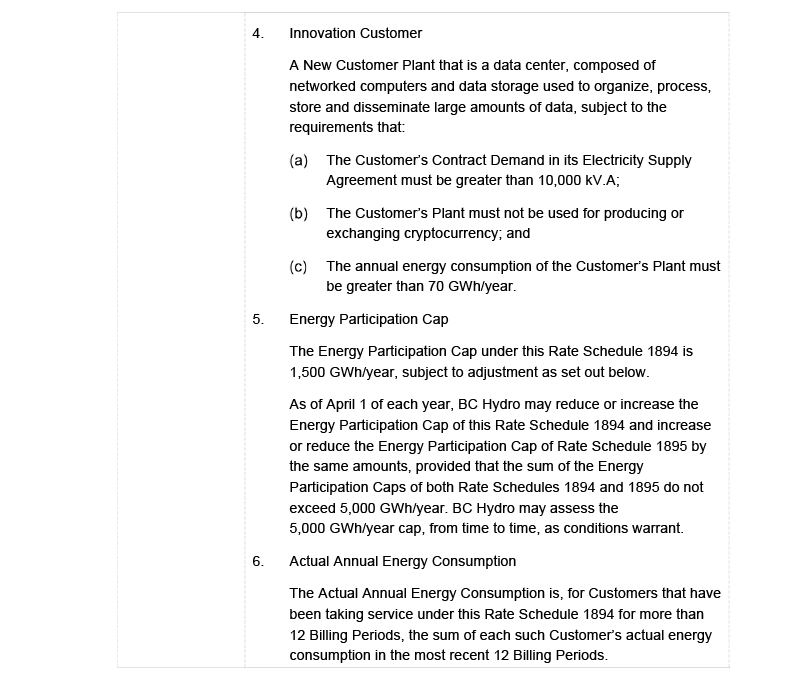 4. Innovation Customer
A New Customer Plant that is a data center, composed of
networked computers and data storage used to organize, process,
store and disseminate large amounts of data, subject to the
requirements that:
(a) The Customer's Contract Demand in its Electricity Supply
Agreement must be greater than 10,000 kV.A;
(b) The Customer's Plant must not be used for producing or
exchanging cryptocurrency; and
(c) The annual energy consumption of the Customer's Plant must
be greater than 70 GWh/year.
5. Energy Participation Cap
The Energy Participation Cap under this Rate Schedule 1894 is
1,500 GWh/year, subject to adjustment as set out below.
As of April 1 of each year, BC Hydro may reduce or increase the
Energy Participation Cap of this Rate Schedule 1894 and increase
or reduce the Energy Participation Cap of Rate Schedule 1895 by
the same amounts, provided that the sum of the Energy
Participation Caps of both Rate Schedules 1894 and 1895 do not
exceed 5,000 GWh/year. BC Hydro may assess the
5,000 GWh/year cap, from time to time, as conditions warrant.
6. Actual Annual Energy Consumption
The Actual Annual Energy Consumption is, for Customers that have
been taking service under this Rate Schedule 1894 for more than
12 Billing Periods, the sum of each such Customer's actual energy
consumption in the most recent 12 Billing Periods.